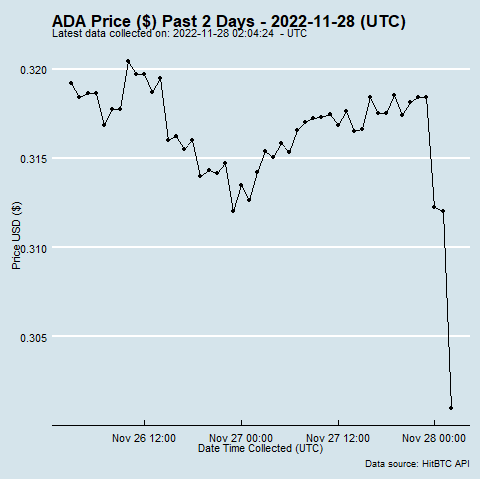 ADA Price ($) Past 2 Days - 2022-11-28 (UTC)
Latest data collected on: 2022-11-28 02:04:24 - UTC
0.320
0.315
0.310
0.305
Price USD ($)
Nov 26 12:00 Nov 27 00:00 Nov 27 12:00 Nov 28 00:00
Date Time Collected (UTC)
Data source: HitBTC API